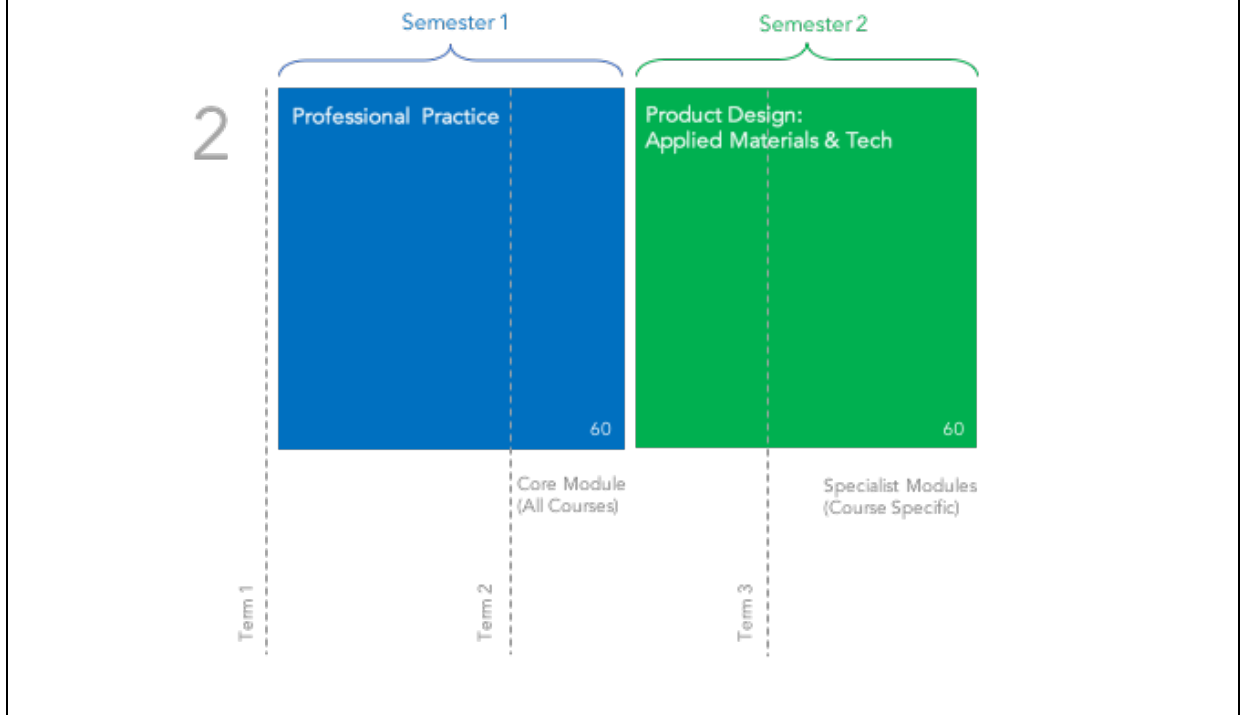 Semester 1
Semester 2
2
Professional Practice
Product Design:
Applied Materials & Tech
60
60
Core Module
(All Courses)
Specialist Modules
(Course Specific)
Term 1
Term 2
Term 3